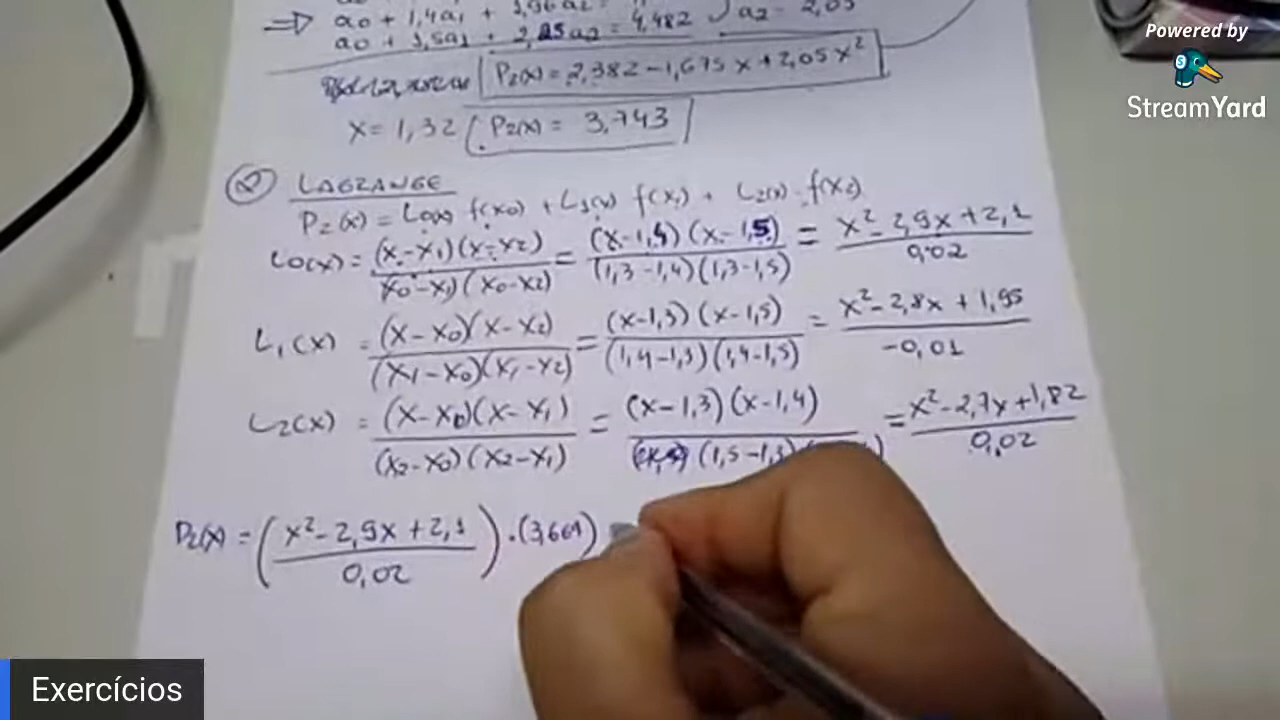 a0 + 1,4a1 + 1,96a2 =
a0 + 1,5a1 + 2,25a2 = 4,482 a2 = 2,05
P2(x) = 2,382 - 1,675x + 2,05x²
x = 1,32 P2(x) = 3,743
2 LAGRANGE
P2(x) = L0(x) f(x0) + L1(x) f(x1) + L2(x) . f(x2)
L0(x) = (x - x1)(x - x2) / (x0 - x1)(x0 - x2) = (x - 1,4)(x - 1,5) / (1,3 - 1,4)(1,3 - 1,5) = x² - 2,9x + 2,1 / 0,02
L1(x) = (x - x0)(x - x2) / (x1 - x0)(x1 - x2) = (x - 1,3)(x - 1,5) / (1,4 - 1,3)(1,4 - 1,5) = x² - 2,8x + 1,95 / -0,01
L2(x) = (x - x0)(x - x1) / (x2 - x0)(x2 - x1) = (x - 1,3)(x - 1,4) / (1,5 - 1,3) = x² - 2,7x + 1,82 / 0,02
P2(x) = (x² - 2,9x + 2,1 / 0,02) . (3,669)
Powered by
StreamYard
Exercícios